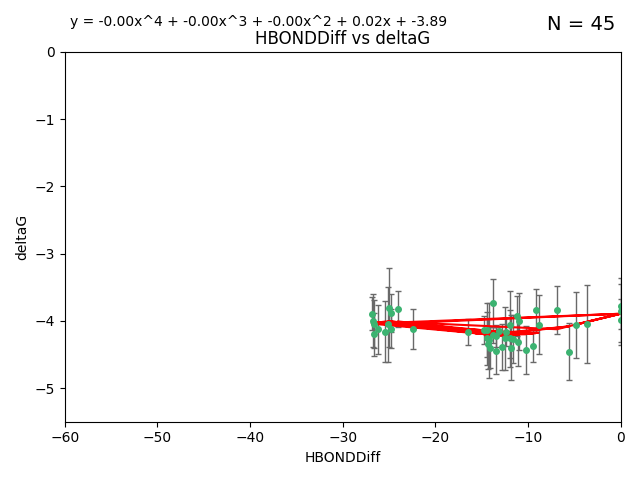 y = -0.00x^4 + -0.00x^3 + -0.00x^2 + 0.02x + -3.89
N = 45
HBONDDiff vs deltaG
0
−1
−2
−3
−4
−5
deltaG
−60 −50 −40 −30 −20 −10 0
HBONDDiff